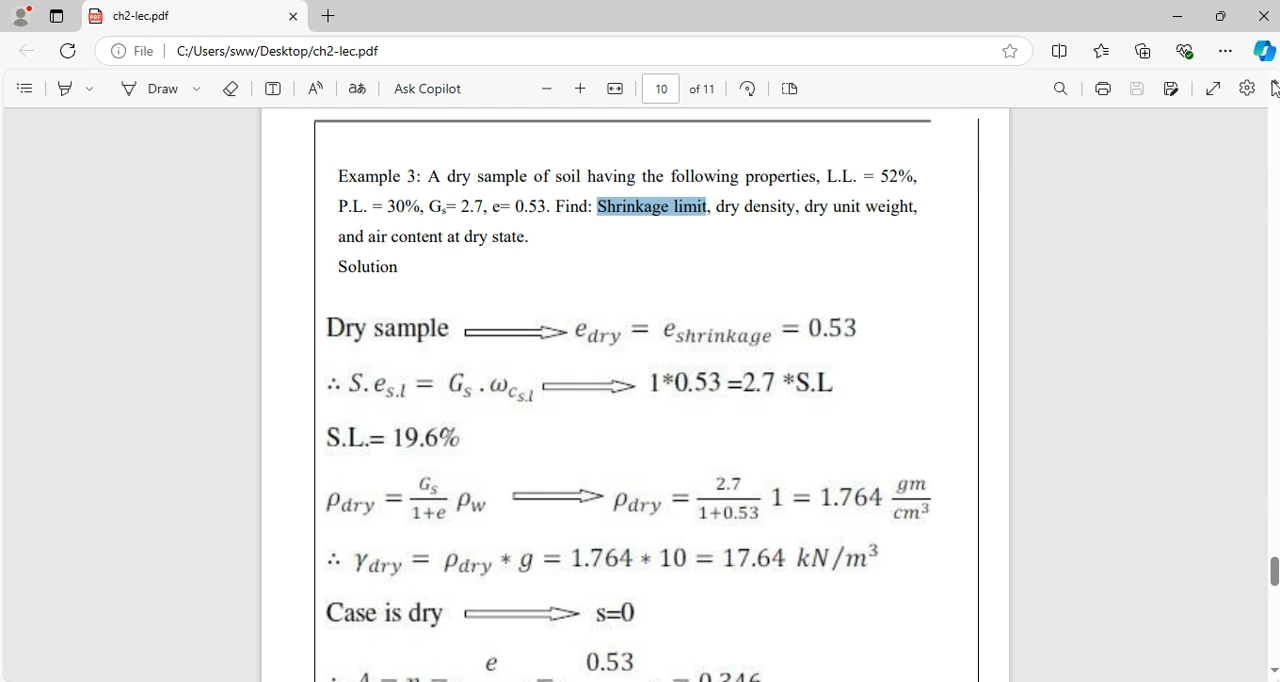 ch2-lec.pdf
File C:/Users/sww/Desktop/ch2-lec.pdf
Draw Ask Copilot 10 of 11
Example 3: A dry sample of soil having the following properties, L.L. = 52%,
P.L. = 30%, Gs= 2.7, e= 0.53. Find: Shrinkage limit, dry density, dry unit weight,
and air content at dry state.
Solution
Dry sample ⟹ e_dry = e_shrinkage = 0.53
∴ S. e_s.l = G_s . ω_c_s.l ⟹ 1*0.53 =2.7 *S.L
S.L.= 19.6%
ρ_dry = G_s/1+e ρ_w ⟹ ρ_dry = 2.7/1+0.53 1 = 1.764 gm/cm³
∴ γ_dry = ρ_dry * g = 1.764 * 10 = 17.64 kN/m³
Case is dry ⟹ s=0
∴ A = n = e = 0.53 = 0.346